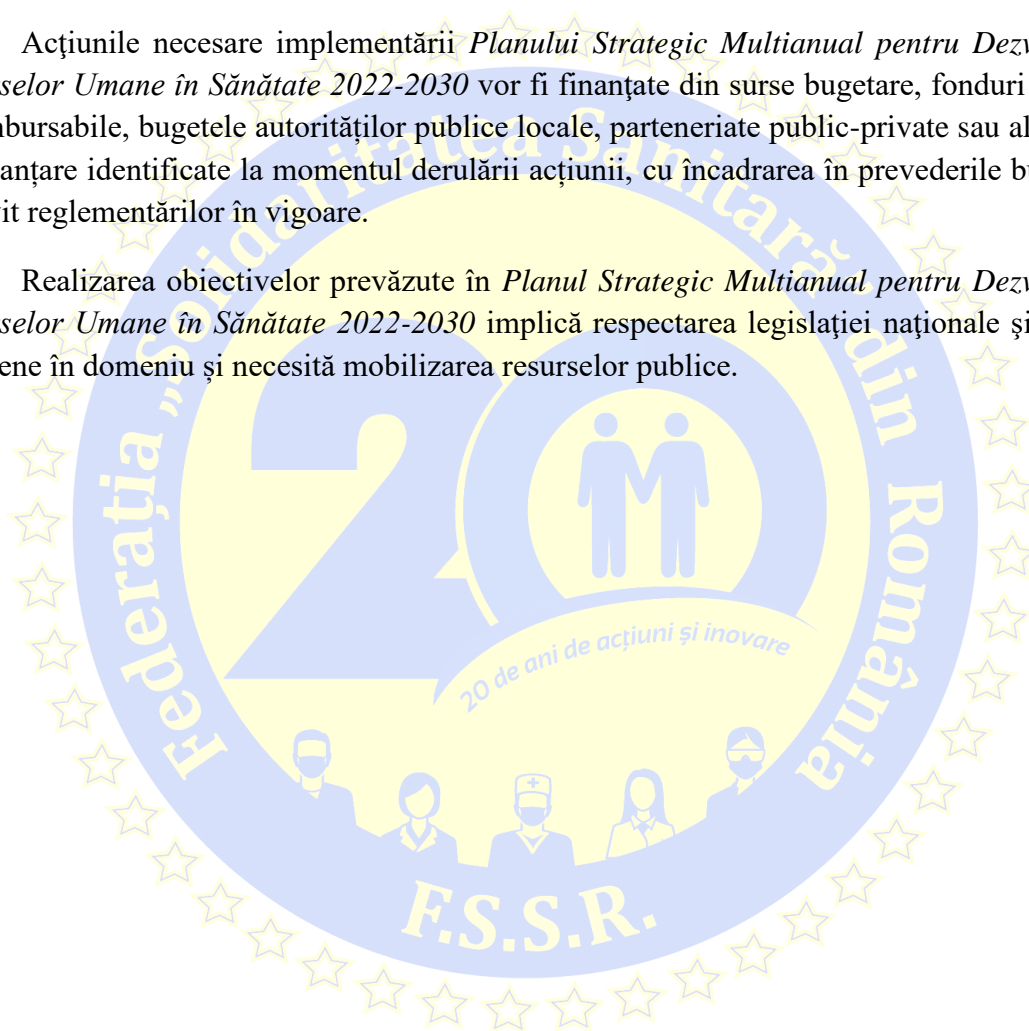 Acţiunile necesare implementării Planului Strategic Multianual pentru Dezv
selor Umane în Sănătate 2022-2030 vor fi finanţate din surse bugetare, fonduri
nbursabile, bugetele autorităților publice locale, parteneriate public-private sau al
anțare identificate la momentul derulării acțiunii, cu încadrarea în prevederile bu
vit reglementărilor în vigoare.
Realizarea obiectivelor prevăzute în Planul Strategic Multianual pentru Dezv
selor Umane în Sănătate 2022-2030 implică respectarea legislaţiei naţionale şi
ene în domeniu și necesită mobilizarea resurselor publice.
Federația „Solidaritatea Sanitară” din România
20
20 de ani de acțiuni și inovare
F.S.S.R.